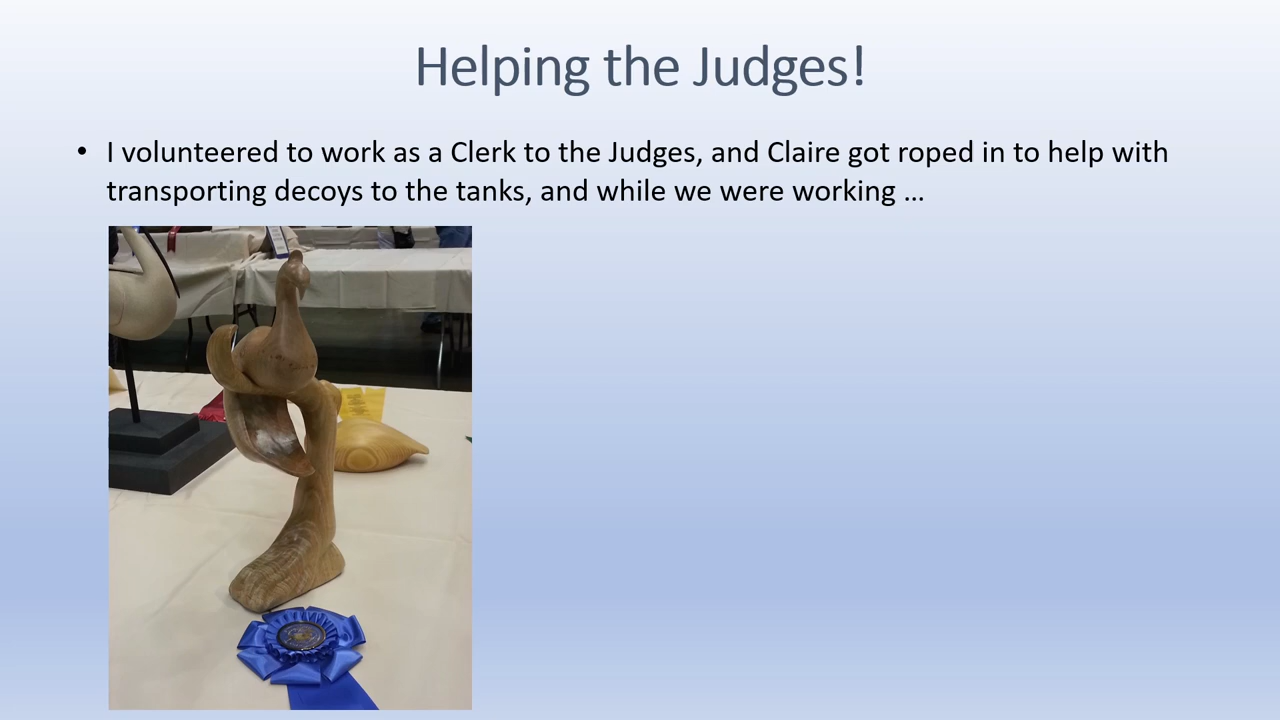 Helping the Judges!
• I volunteered to work as a Clerk to the Judges, and Claire got roped in to help with
transporting decoys to the tanks, and while we were working …